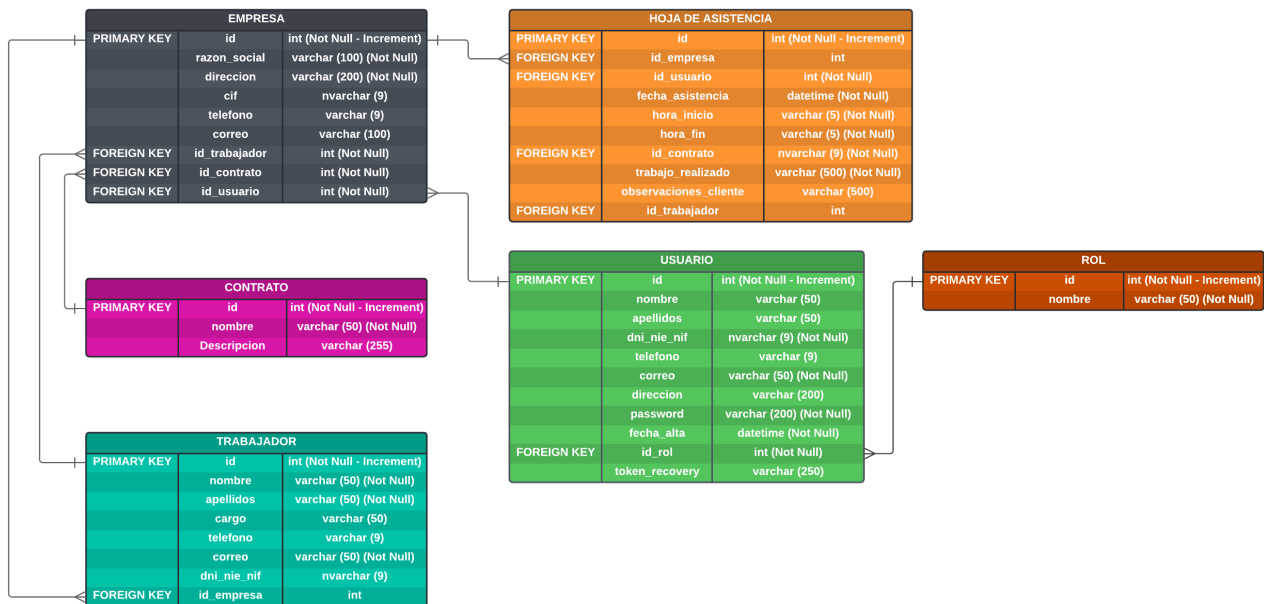 EMPRESA
PRIMARY KEY id int (Not Null - Increment)
razon_social varchar (100) (Not Null)
direccion varchar (200) (Not Null)
cif nvarchar (9)
telefono varchar (9)
correo varchar (100)
FOREIGN KEY id_trabajador int (Not Null)
FOREIGN KEY id_contrato int (Not Null)
FOREIGN KEY id_usuario int (Not Null)
HOJA DE ASISTENCIA
PRIMARY KEY id int (Not Null - Increment)
FOREIGN KEY id_empresa int
FOREIGN KEY id_usuario int (Not Null)
fecha_asistencia datetime (Not Null)
hora_inicio varchar (5) (Not Null)
hora_fin varchar (5) (Not Null)
FOREIGN KEY id_contrato nvarchar (9) (Not Null)
trabajo_realizado varchar (500) (Not Null)
observaciones_cliente varchar (500)
FOREIGN KEY id_trabajador int
CONTRATO
PRIMARY KEY id int (Not Null - Increment)
nombre varchar (50) (Not Null)
Descripcion varchar (255)
USUARIO
PRIMARY KEY id int (Not Null - Increment)
nombre varchar (50)
apellidos varchar (50)
dni_nie_nif nvarchar (9) (Not Null)
telefono varchar (9)
correo varchar (50) (Not Null)
direccion varchar (200)
password varchar (200) (Not Null)
fecha_alta datetime (Not Null)
FOREIGN KEY id_rol int (Not Null)
token_recovery varchar (250)
ROL
PRIMARY KEY id int (Not Null - Increment)
nombre varchar (50) (Not Null)
TRABAJADOR
PRIMARY KEY id int (Not Null - Increment)
nombre varchar (50) (Not Null)
apellidos varchar (50) (Not Null)
cargo varchar (50)
telefono varchar (9)
correo varchar (50) (Not Null)
dni_nie_nif nvarchar (9)
FOREIGN KEY id_empresa int